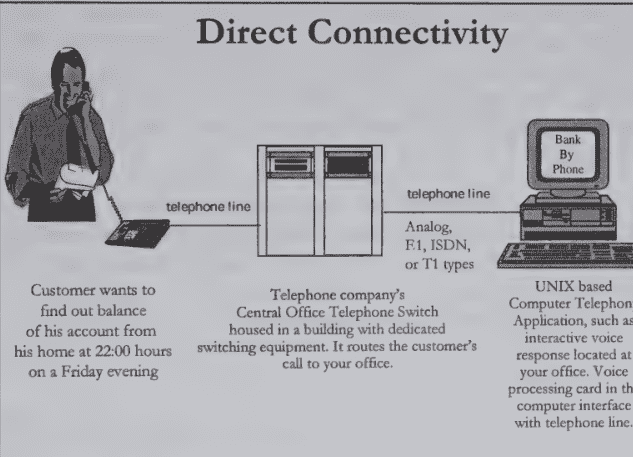 Direct Connectivity
Bank
By
Phone
telephone line
telephone line
Analog,
E1, ISDN,
or T1 types
Customer wants to
find out balance
of his account from
his home at 22:00 hours
on a Friday evening
Telephone company's
Central Office Telephone Switch
housed in a building with dedicated
switching equipment. It routes the customer's
call to your office.
UNIX based
Computer Telephon
Application, such as
interactive voice
response located at
your office. Voice
processing card in th
computer interface
with telephone line.